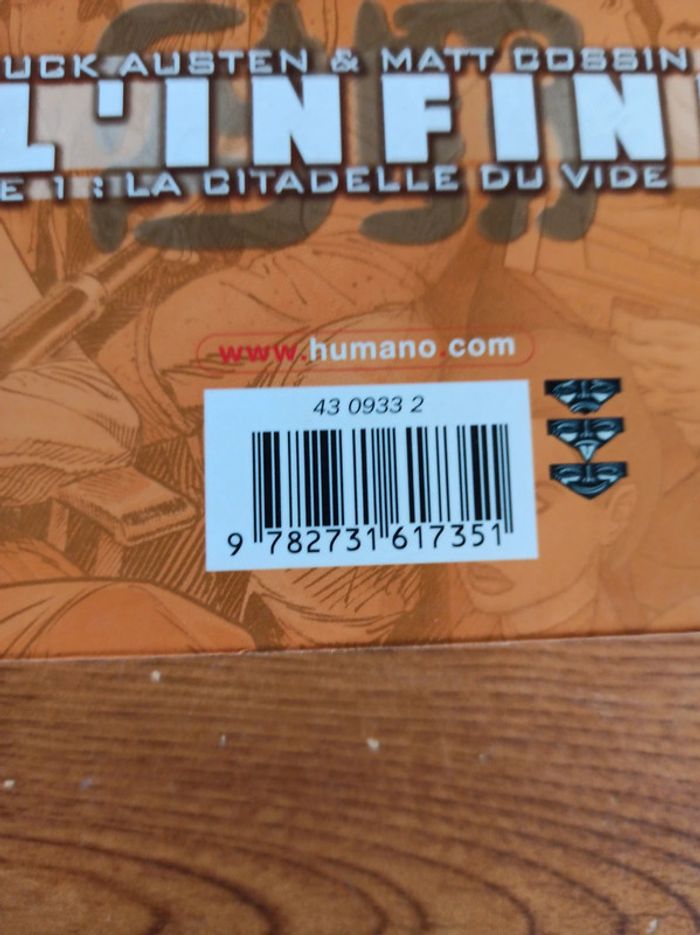 UCK AUSTEN & MATT COSSIN
L'INFIN
E 1 : LA CITADELLE DU VIDE
www.humano.com
43 0933 2
9 782731 617351